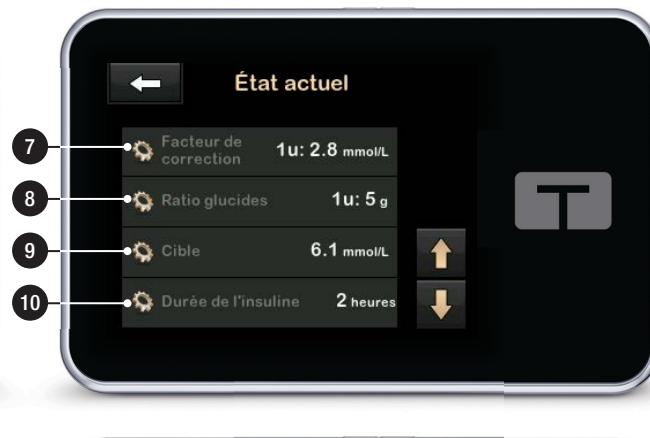 État actuel
7
Facteur de correction 1u: 2.8 mmol/L
8
Ratio glucides 1u: 5 g
9
Cible 6.1 mmol/L
10
Durée de l'insuline 2 heures
T